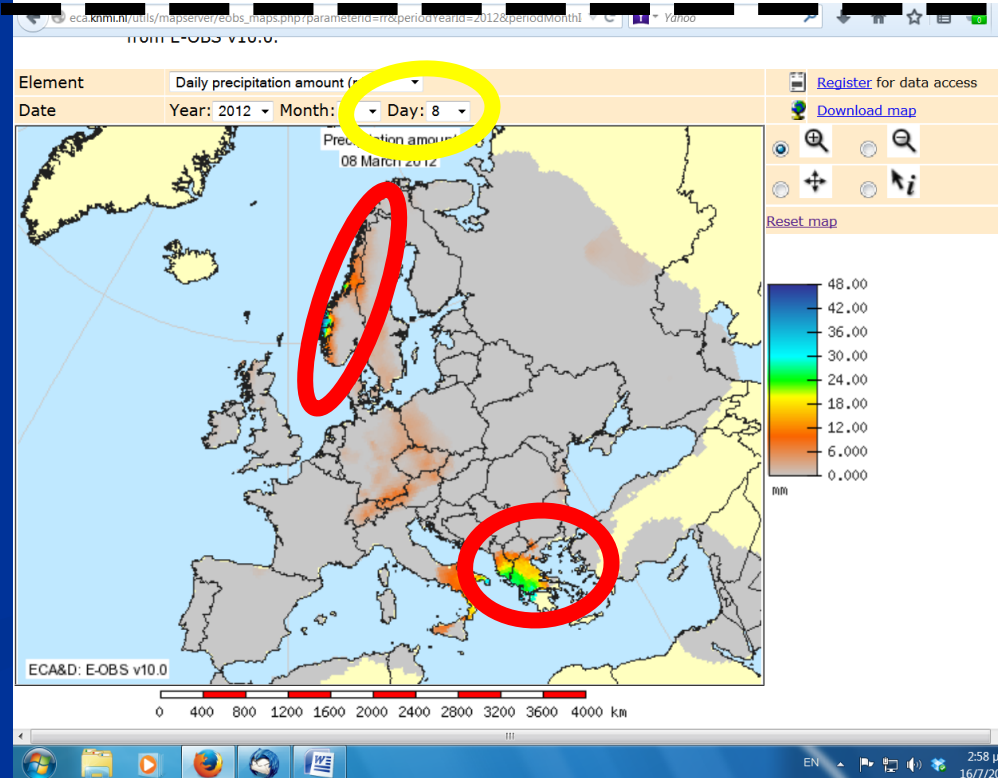 eca.knmi.nl/utils/mapserver/eobs_maps.php?parameterid=rr&periodYearId=2012&periodMonthI
Yahoo
from E-OBS v10.0.
Element Daily precipitation amount
Register for data access
Date Year: 2012 Month: Day: 8
Download map
Precipitation amount
08 March 2012
i
Reset map
48.00
42.00
36.00
30.00
24.00
18.00
12.00
6.000
0.000
mm
ECA&D: E-OBS v10.0
0 400 800 1200 1600 2000 2400 2800 3200 3600 4000 km
EN
2:58 μ
16/7/20